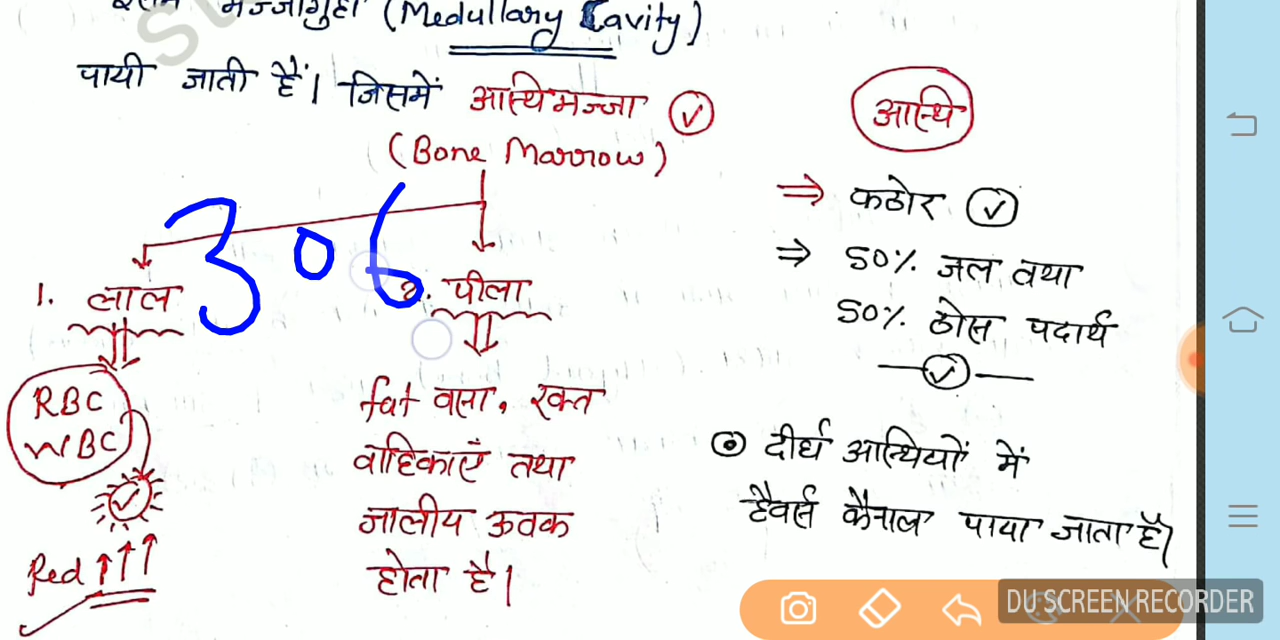 मज्जागुहा (Medullary Cavity)
पायी जाती हैं। जिसमें अस्थिमज्जा
(Bone Marrow)
306
1. लाल
2. पीला
RBC
WBC
Red ↑↑↑
fat वसा, रक्त
वाहिकाएँ तथा
जालीय ऊतक
होता है।
अस्थि
⇒ कठोर
⇒ 50% जल तथा
50% ठोस पदार्थ
दीर्घ अस्थियों में
हैवर्स कैनाल पाया जाता है।
DU SCREEN RECORDER